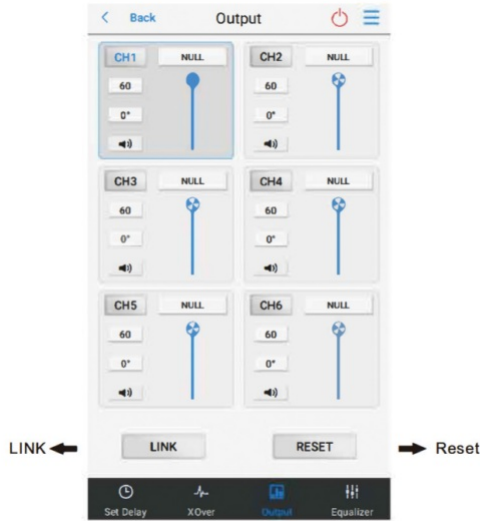 Back Output
CH1 NULL CH2 NULL
60 60
0° 0°
CH3 NULL CH4 NULL
60 60
0° 0°
CH5 NULL CH6 NULL
60 60
0° 0°
LINK LINK RESET Reset
Set Delay XOver Output Equalizer